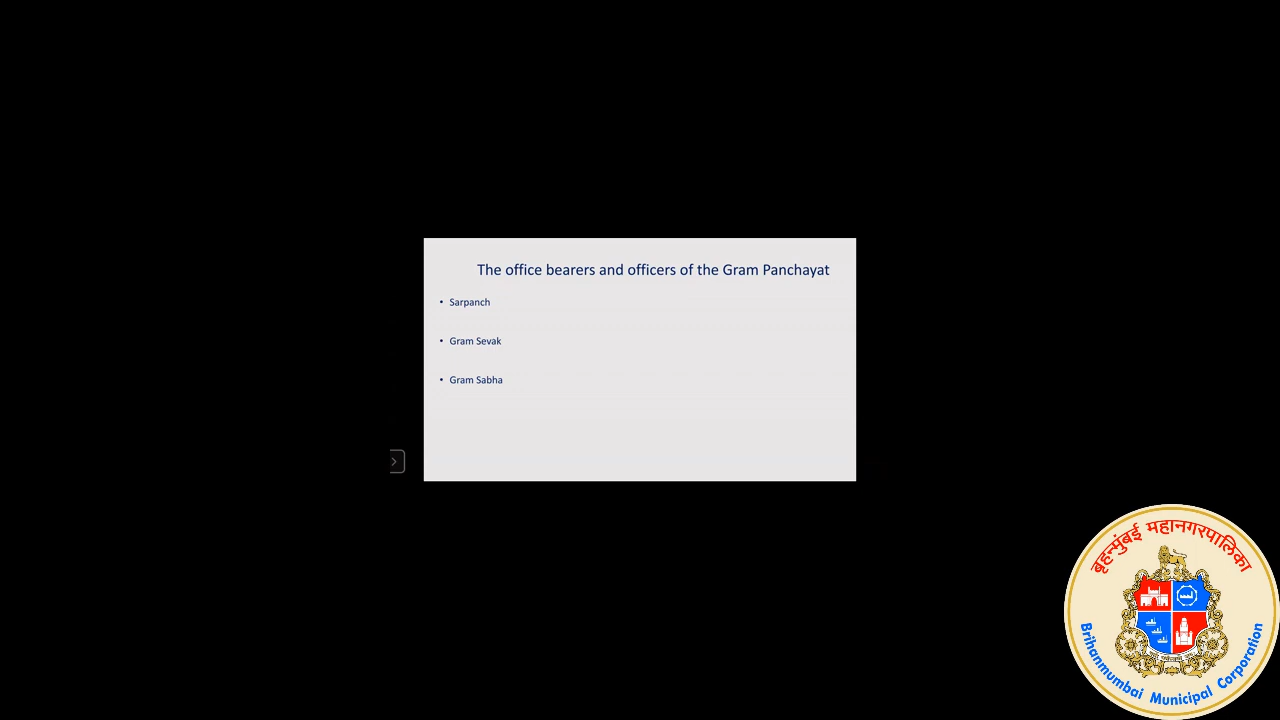 The office bearers and officers of the Gram Panchayat
• Sarpanch
• Gram Sevak
• Gram Sabha
बृहन्मुंबई महानगरपालिका
Brihanmumbai Municipal Corporation